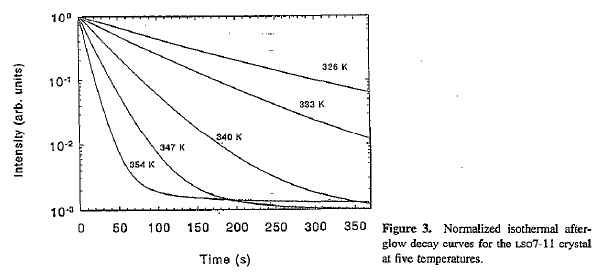 Intensity (arb. units)
10⁰
10⁻¹
10⁻²
10⁻³
326 K
333 K
340 K
347 K
354 K
0 50 100 150 200 250 300 350
Time (s)
Figure 3. Normalized isothermal after-
glow decay curves for the LSO7-11 crystal
at five temperatures.